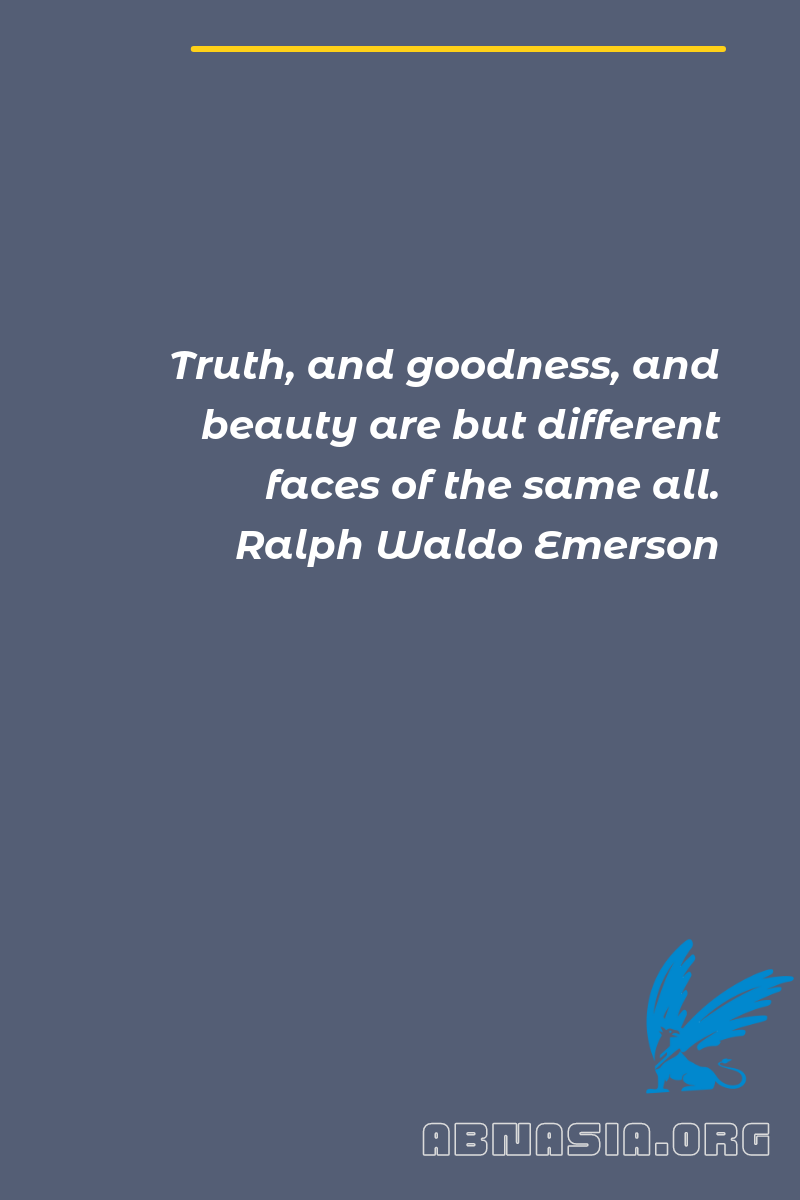 Truth, and goodness, and
beauty are but different
faces of the same all.
Ralph Waldo Emerson
ABNASIA.ORG